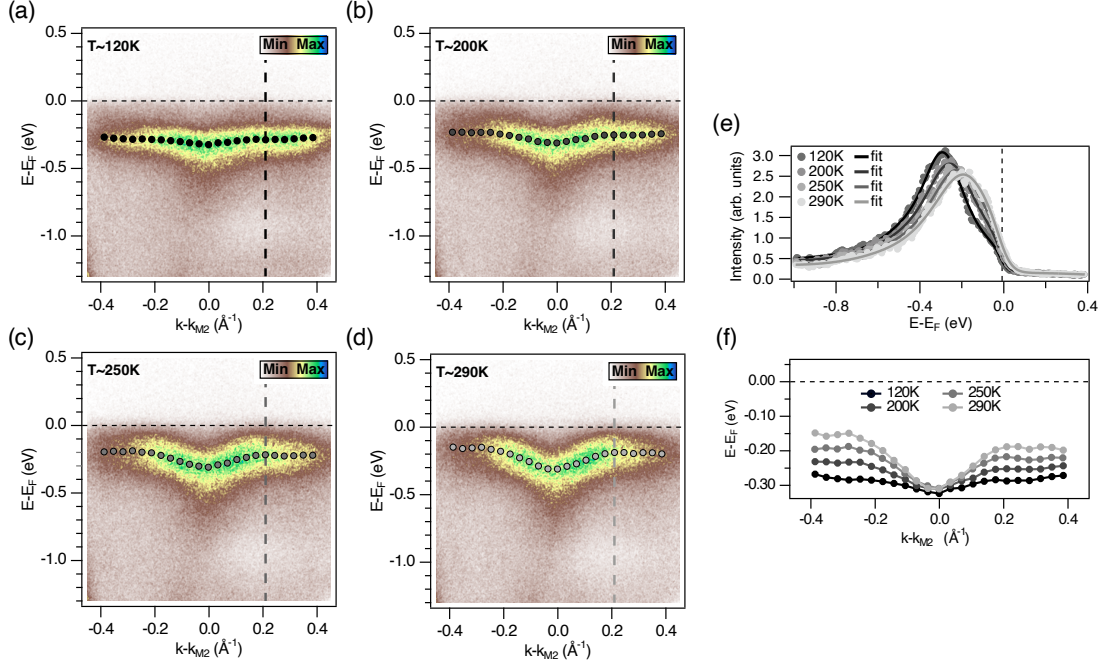 (a)
T~120K
Min Max
0.5
0.0
-0.5
-1.0
E-EF (eV)
-0.4 -0.2 0.0 0.2 0.4
k-kM2 (Å-1)
(b)
T~200K
Min Max
0.5
0.0
-0.5
-1.0
E-EF (eV)
-0.4 -0.2 0.0 0.2 0.4
k-kM2 (Å-1)
(c)
T~250K
Min Max
0.5
0.0
-0.5
-1.0
E-EF (eV)
-0.4 -0.2 0.0 0.2 0.4
k-kM2 (Å-1)
(d)
T~290K
Min Max
0.5
0.0
-0.5
-1.0
E-EF (eV)
-0.4 -0.2 0.0 0.2 0.4
k-kM2 (Å-1)
(e)
Intensity (arb. units)
3.0
2.5
2.0
1.5
1.0
0.5
0.0
120K fit
200K fit
250K fit
290K fit
-0.8 -0.4 0.0 0.4
E-EF (eV)
(f)
E-EF (eV)
0.00
-0.10
-0.20
-0.30
120K 250K
200K 290K
-0.4 -0.2 0.0 0.2 0.4
k-kM2 (Å-1)